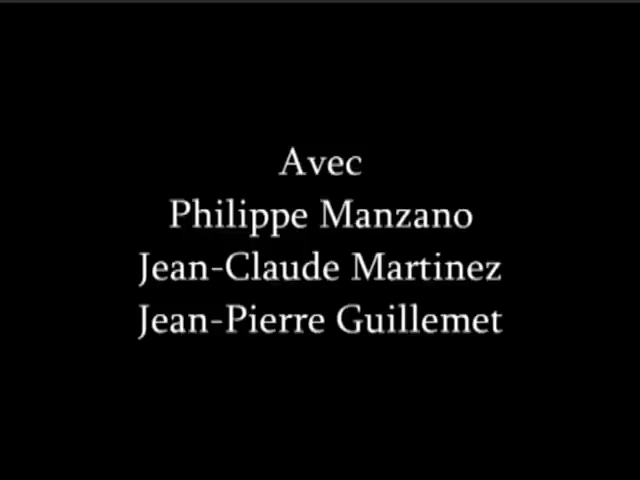 Avec
Philippe Manzano
Jean-Claude Martinez
Jean-Pierre Guillemet